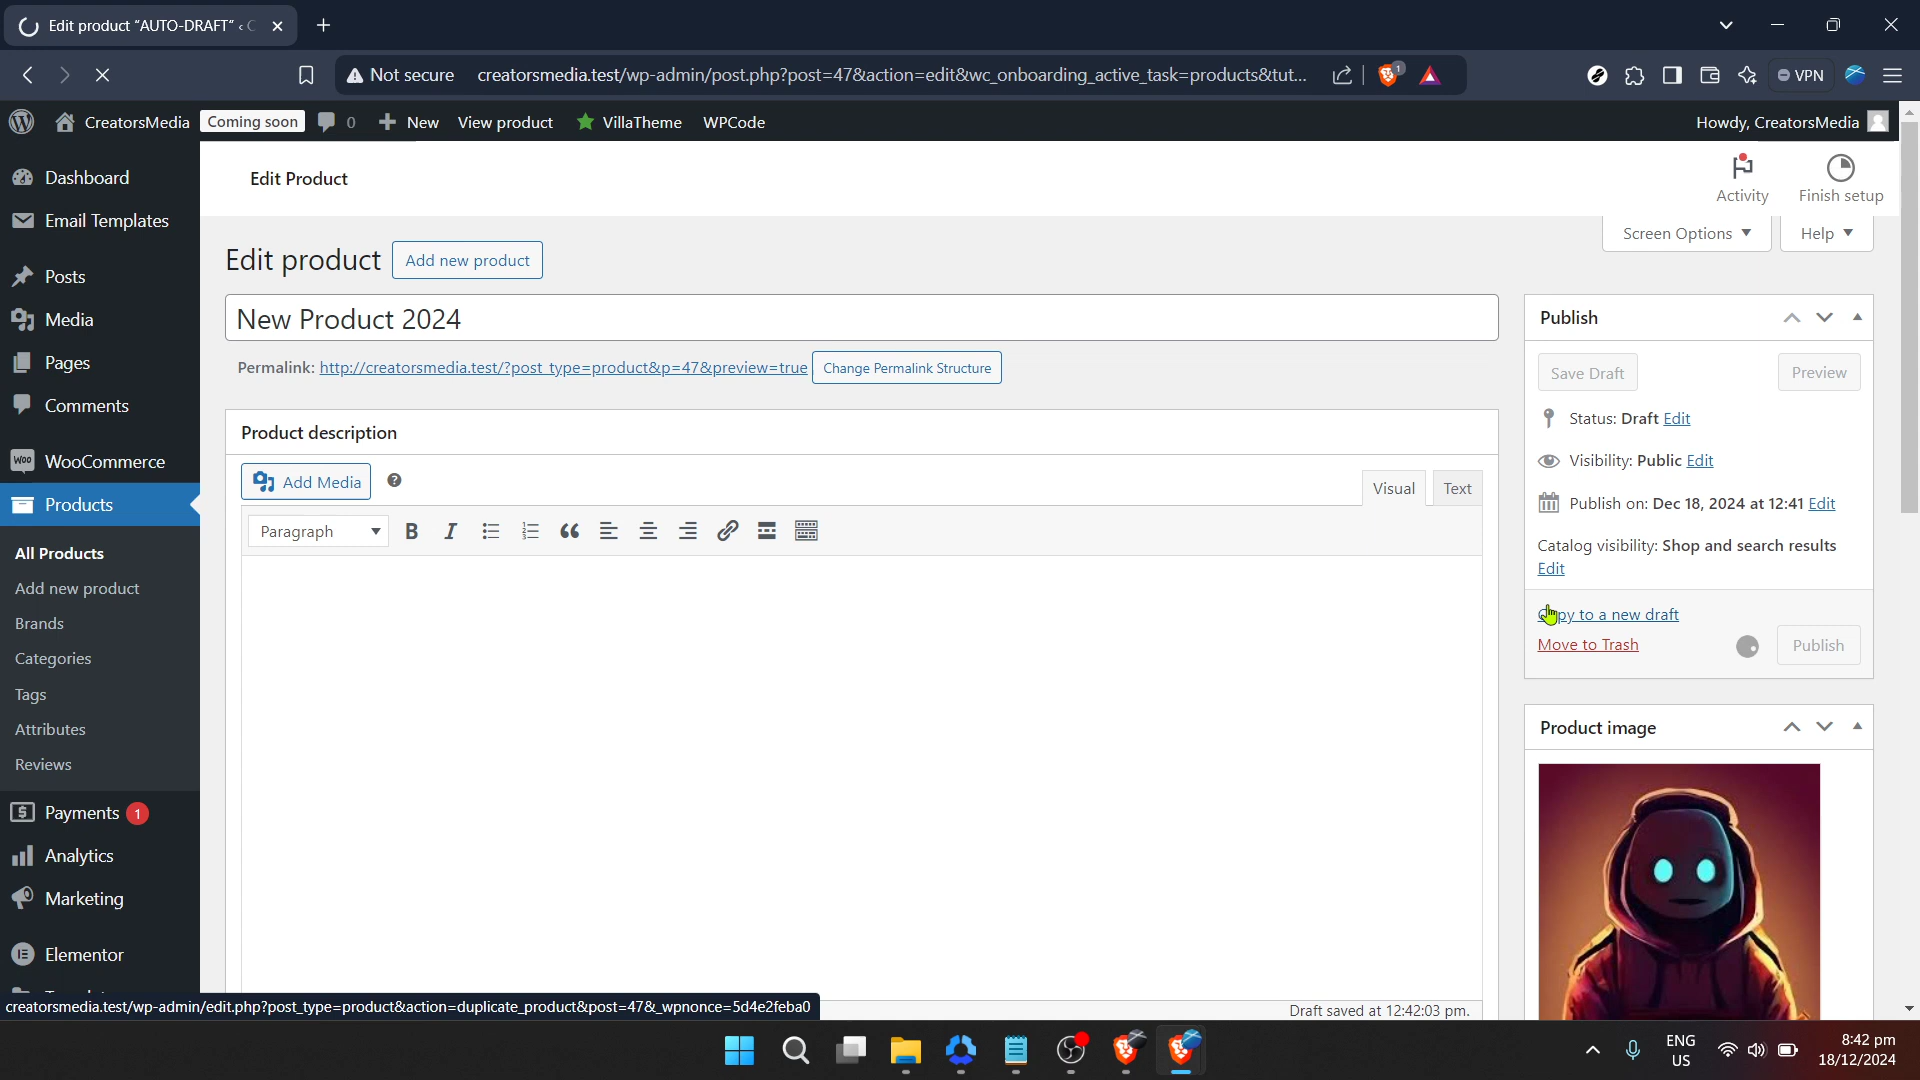 Edit product "AUTO-DRAFT" ‹ C
Not secure creatorsmedia.test/wp-admin/post.php?post=47&action=edit&wc_onboarding_active_task=products&tut...
1
VPN
CreatorsMedia Coming soon 0 New View product VillaTheme WPCode
Howdy, CreatorsMedia
Dashboard
Email Templates
Posts
Media
Pages
Comments
Woo WooCommerce
Products
All Products
Add new product
Brands
Categories
Tags
Attributes
Reviews
Payments 1
Analytics
Marketing
Elementor
Edit Product
Activity
Finish setup
Screen Options
Help
Edit product Add new product
New Product 2024
Permalink: http://creatorsmedia.test/?post_type=product&p=47&preview=true Change Permalink Structure
Product description
Add Media
Visual Text
Paragraph
Draft saved at 12:42:03 pm.
Publish
Save Draft Preview
Status: Draft Edit
Visibility: Public Edit
Publish on: Dec 18, 2024 at 12:41 Edit
Catalog visibility: Shop and search results
Edit
Copy to a new draft
Move to Trash Publish
Product image
creatorsmedia.test/wp-admin/edit.php?post_type=product&action=duplicate_product&post=47&_wpnonce=5d4e2feba0
ENG
US
8:42 pm
18/12/2024